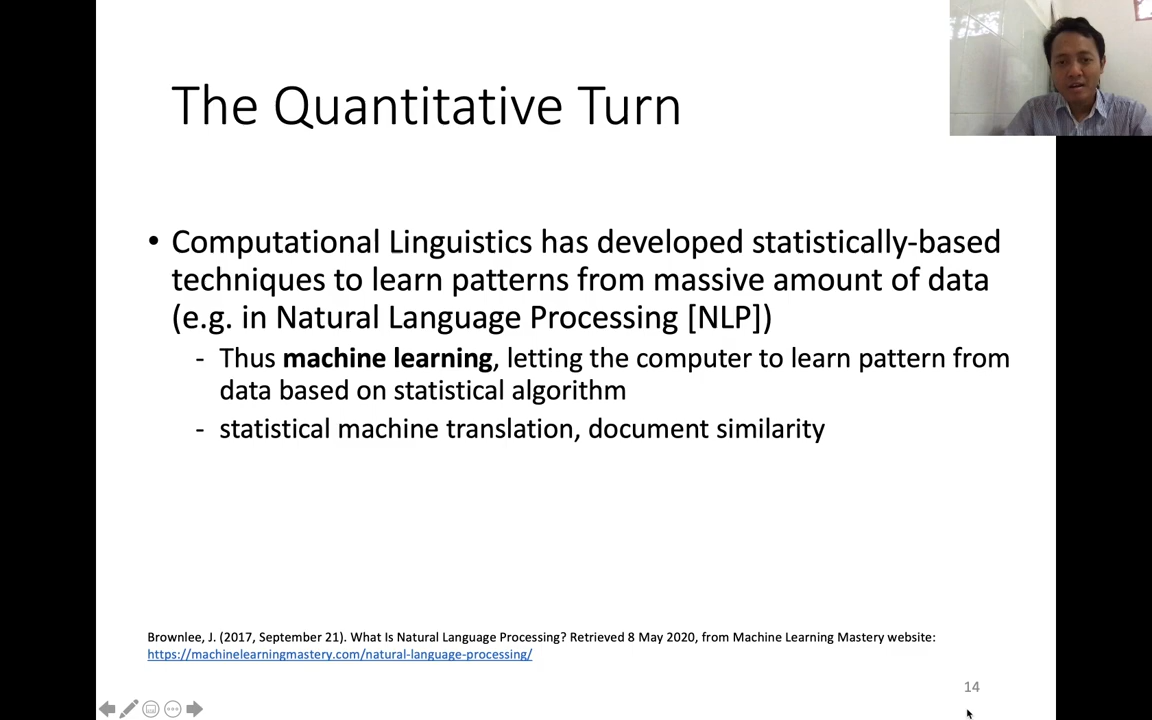 The Quantitative Turn
• Computational Linguistics has developed statistically-based
techniques to learn patterns from massive amount of data
(e.g. in Natural Language Processing [NLP])
- Thus machine learning, letting the computer to learn pattern from
data based on statistical algorithm
- statistical machine translation, document similarity
Brownlee, J. (2017, September 21). What Is Natural Language Processing? Retrieved 8 May 2020, from Machine Learning Mastery website:
https://machinelearningmastery.com/natural-language-processing/
14